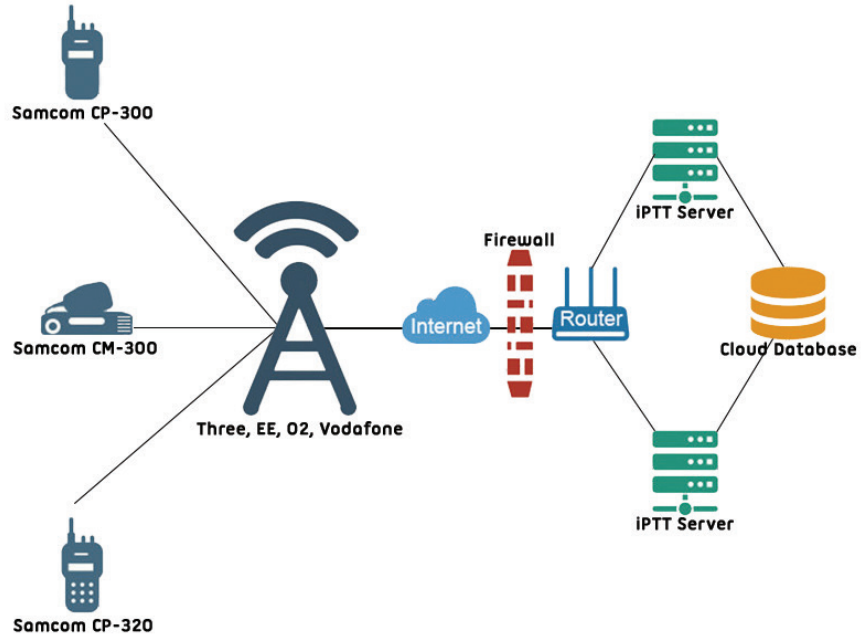 Samcom CP-300
iPTT Server
Firewall
Internet
Router
Samcom CM-300
Cloud Database
Three, EE, O2, Vodafone
iPTT Server
Samcom CP-320